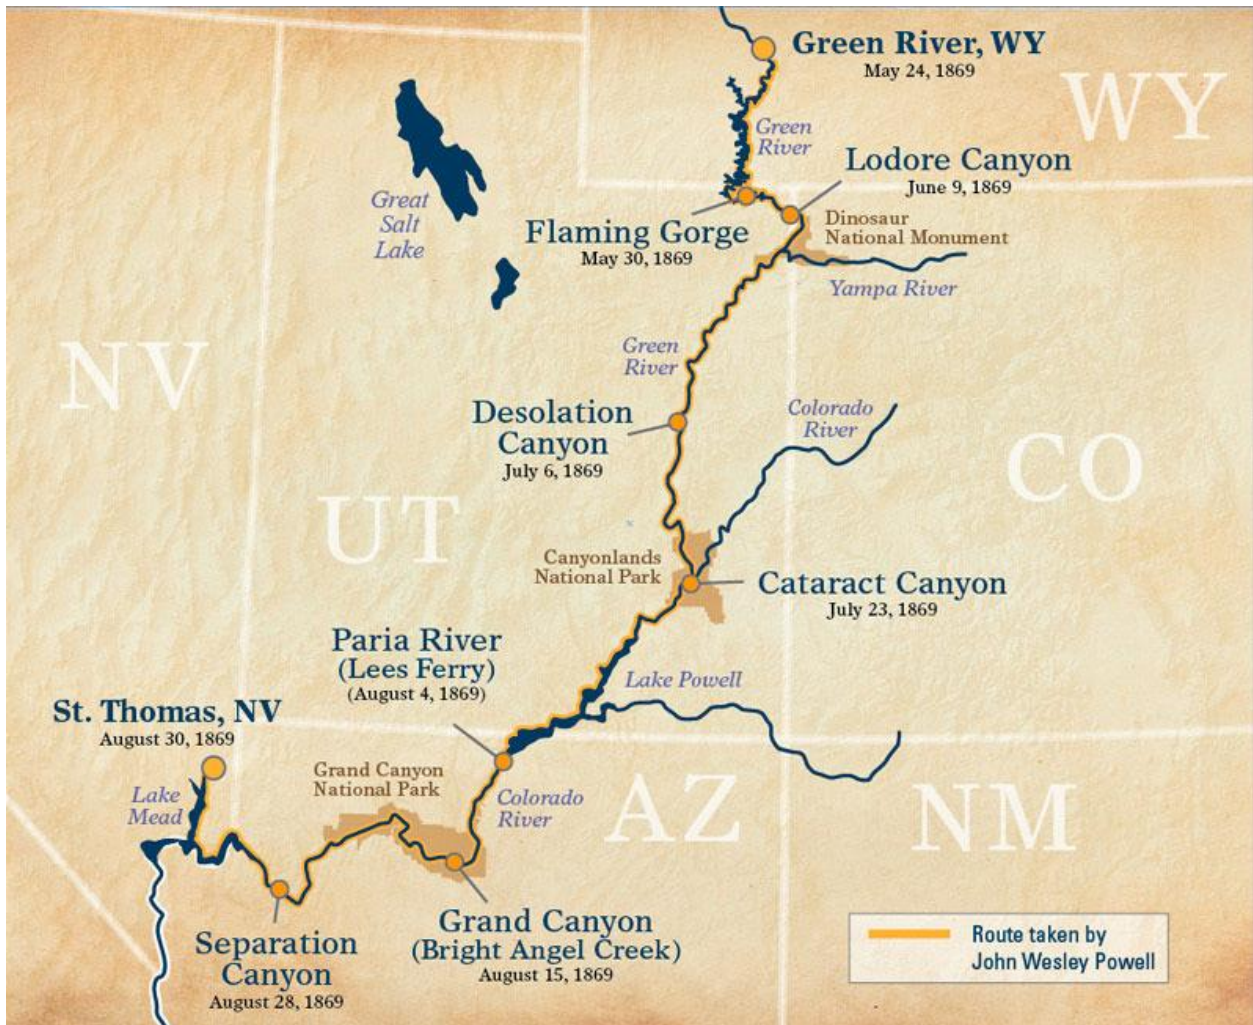 Green River, WY
May 24, 1869
WY
Green
River
Lodore Canyon
June 9, 1869
Great
Salt
Lake
Flaming Gorge
May 30, 1869
Dinosaur
National Monument
Yampa River
NV
Green
River
Desolation
Canyon
July 6, 1869
Colorado
River
CO
UT
Canyonlands
National Park
Cataract Canyon
July 23, 1869
Paria River
(Lees Ferry)
(August 4, 1869)
Lake Powell
St. Thomas, NV
August 30, 1869
Grand Canyon
National Park
Lake
Mead
Colorado
River
AZ
NM
Grand Canyon
(Bright Angel Creek)
August 15, 1869
Separation
Canyon
August 28, 1869
Route taken by
John Wesley Powell